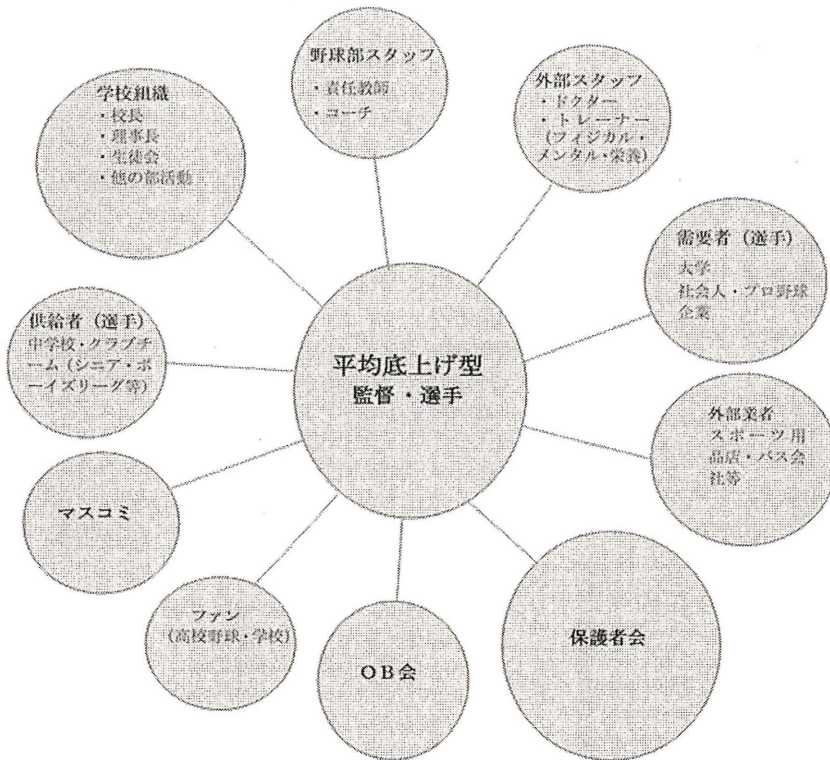 野球部スタッフ
・責任教師
・コーチ
外部スタッフ
・ドクター
・トレーナー
(フィジカル・
メンタル・栄養)
学校組織
・校長
・理事長
・生徒会
・他の部活動
需要者（選手）
大学
社会人・プロ野球
企業
供給者（選手）
中学校・クラブチ
ーム（シニア・ボ
ーイズリーグ等）
平均底上げ型
監督・選手
外部業者
スポーツ用
品店・バス会
社等
マスコミ
ファン
（高校野球・学校）
OB会
保護者会